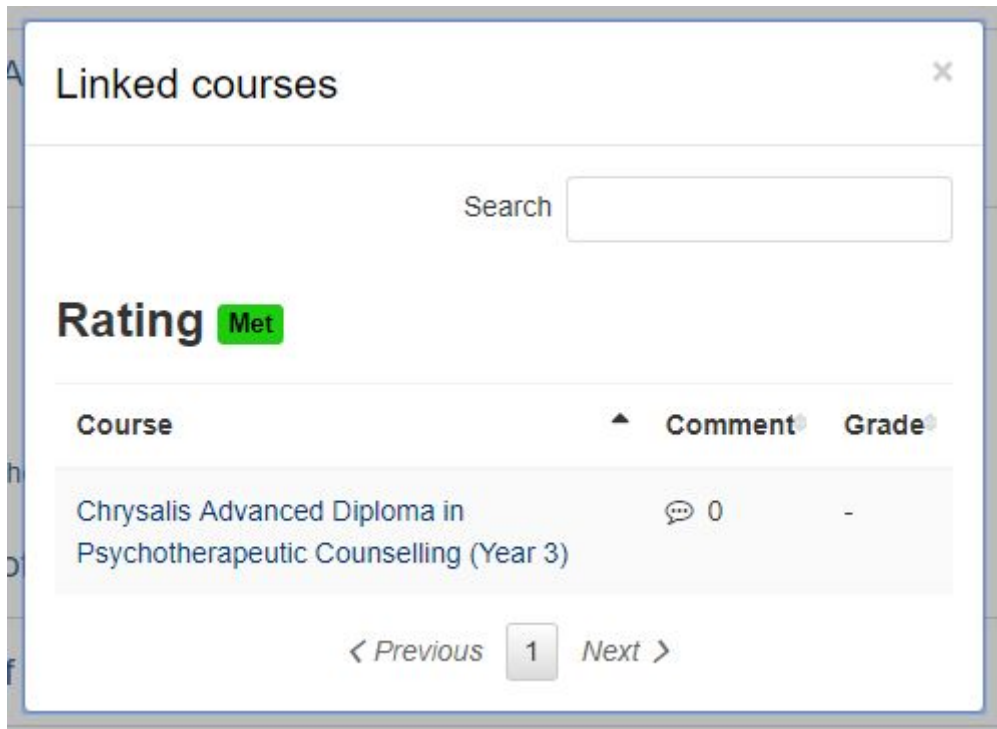 Linked courses ×
Search
Rating Met
Course Comment Grade
Chrysalis Advanced Diploma in
Psychotherapeutic Counselling (Year 3)
0 -
Previous 1 Next